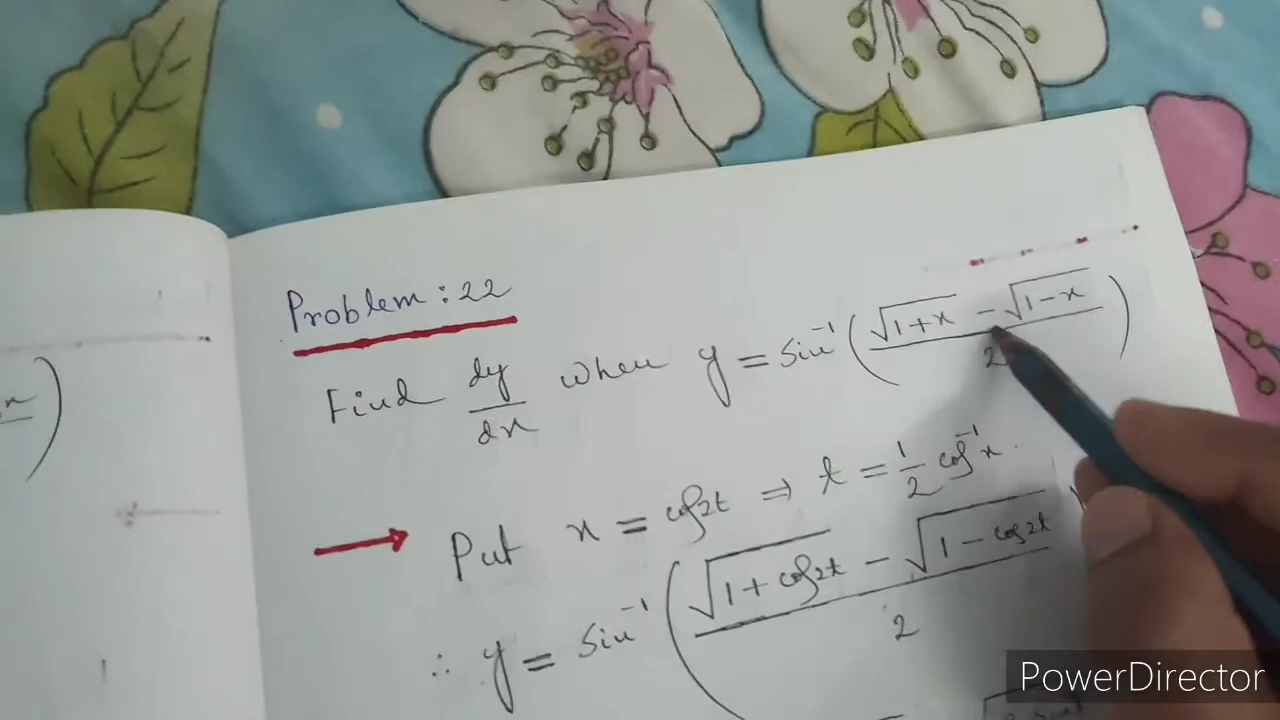 Problem : 22
Find dy/dx when y = sin⁻¹ ( (√1+x − √1−x) / 2 )
Put x = cos2t ⇒ t = 1/2 cos⁻¹x.
∴ y = sin⁻¹ ( (√1+cos2t − √1−cos2t) / 2
PowerDirector